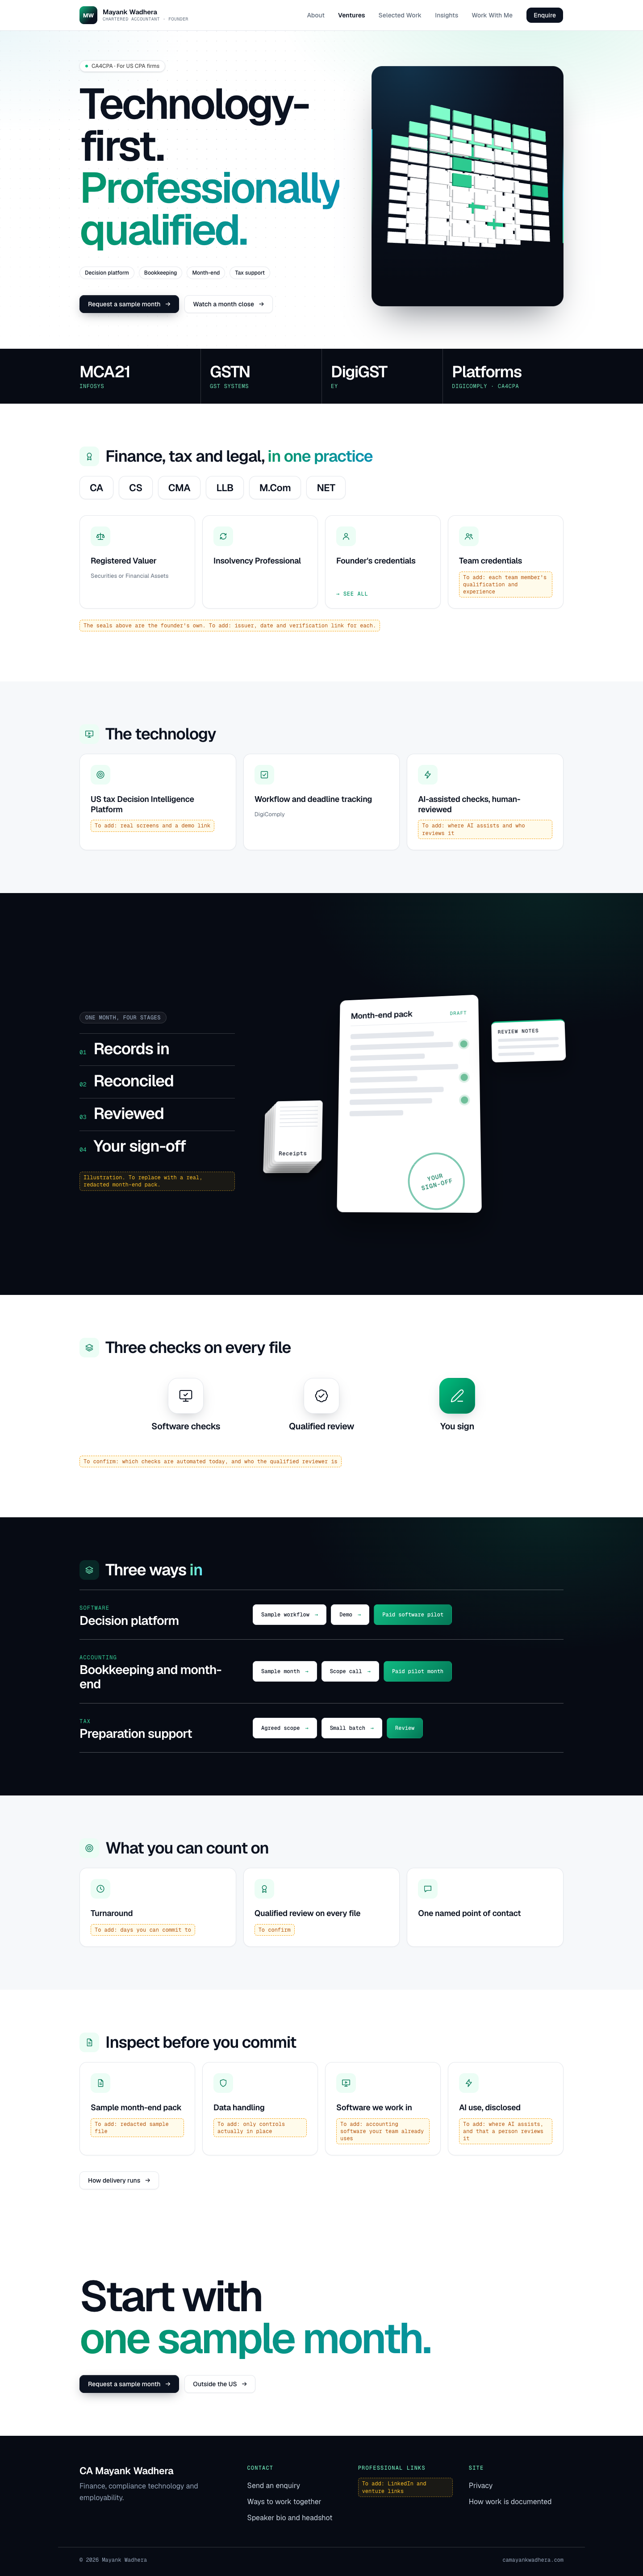 MW
Mayank Wadhera
CHARTERED ACCOUNTANT · FOUNDER
About
Ventures
Selected Work
Insights
Work With Me
Enquire
CA4CPA · For US CPA firms
Technology-
first.
Professionally
qualified.
Decision platform
Bookkeeping
Month-end
Tax support
Request a sample month →
Watch a month close →
MCA21
INFOSYS
GSTN
GST SYSTEMS
DigiGST
EY
Platforms
DIGICOMPLY · CA4CPA
Finance, tax and legal, in one practice
CA
CS
CMA
LLB
M.Com
NET
Registered Valuer
Securities or Financial Assets
Insolvency Professional
Founder's credentials
→ SEE ALL
Team credentials
To add: each team member's
qualification and
experience
The seals above are the founder's own. To add: issuer, date and verification link for each.
The technology
US tax Decision Intelligence
Platform
To add: real screens and a demo link
Workflow and deadline tracking
DigiComply
AI-assisted checks, human-
reviewed
To add: where AI assists and who
reviews it
ONE MONTH, FOUR STAGES
01 Records in
02 Reconciled
03 Reviewed
04 Your sign-off
Illustration. To replace with a real,
redacted month-end pack.
Receipts
Month-end pack
DRAFT
YOUR
SIGN-OFF
REVIEW NOTES
Three checks on every file
Software checks
Qualified review
You sign
To confirm: which checks are automated today, and who the qualified reviewer is
Three ways in
SOFTWARE
Decision platform
Sample workflow →
Demo →
Paid software pilot
ACCOUNTING
Bookkeeping and month-
end
Sample month →
Scope call →
Paid pilot month
TAX
Preparation support
Agreed scope →
Small batch →
Review
What you can count on
Turnaround
To add: days you can commit to
Qualified review on every file
To confirm
One named point of contact
Inspect before you commit
Sample month-end pack
To add: redacted sample
file
Data handling
To add: only controls
actually in place
Software we work in
To add: accounting
software your team already
uses
AI use, disclosed
To add: where AI assists,
and that a person reviews
it
How delivery runs →
Start with
one sample month.
Request a sample month →
Outside the US →
CA Mayank Wadhera
Finance, compliance technology and
employability.
CONTACT
Send an enquiry
Ways to work together
Speaker bio and headshot
PROFESSIONAL LINKS
To add: LinkedIn and
venture links
SITE
Privacy
How work is documented
© 2026 Mayank Wadhera
camayankwadhera.com